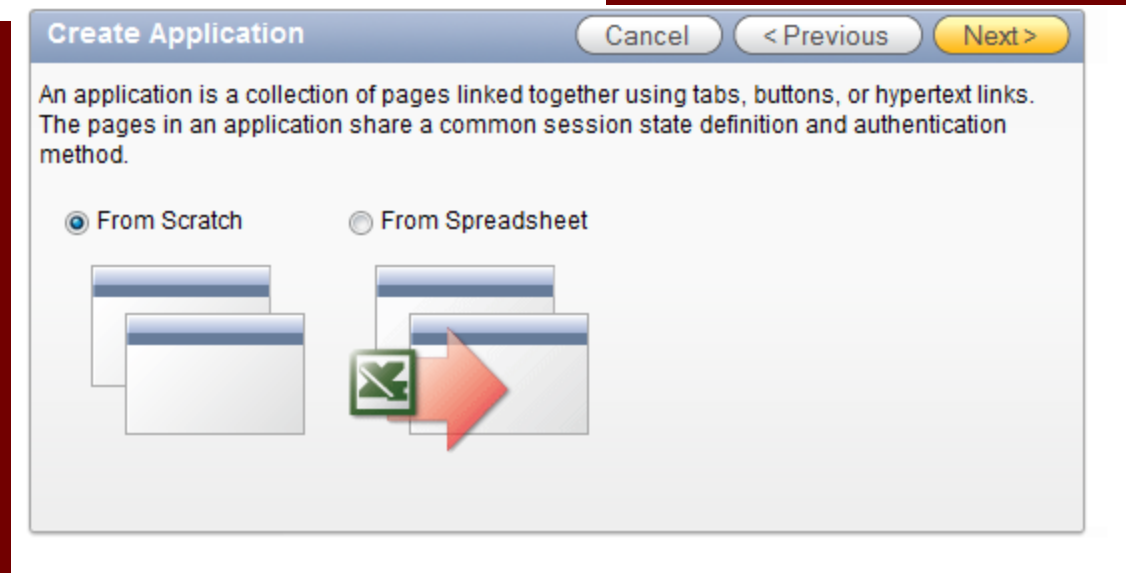 Create Application
Cancel
< Previous
Next >
An application is a collection of pages linked together using tabs, buttons, or hypertext links.
The pages in an application share a common session state definition and authentication
method.
From Scratch
From Spreadsheet